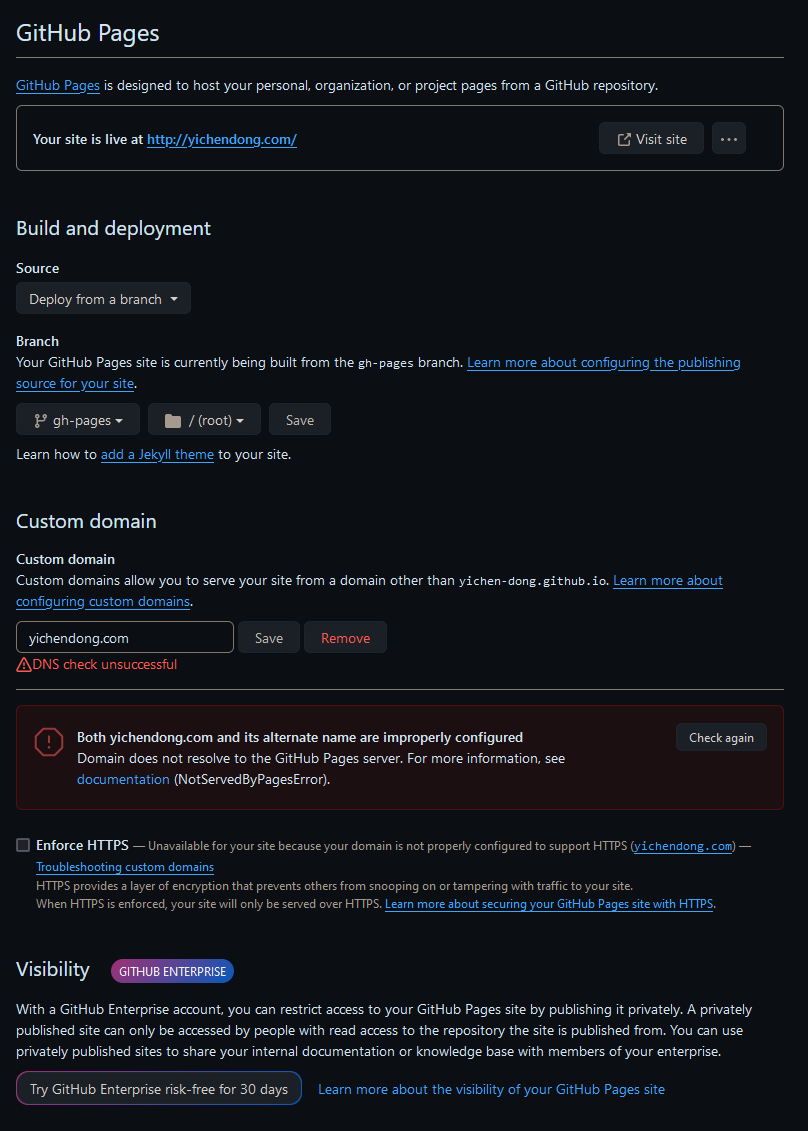 GitHub Pages
GitHub Pages is designed to host your personal, organization, or project pages from a GitHub repository.
Your site is live at http://yichendong.com/
Visit site
Build and deployment
Source
Deploy from a branch
Branch
Your GitHub Pages site is currently being built from the gh-pages branch. Learn more about configuring the publishing
source for your site.
gh-pages
/ (root)
Save
Learn how to add a Jekyll theme to your site.
Custom domain
Custom domain
Custom domains allow you to serve your site from a domain other than yichen-dong.github.io. Learn more about
configuring custom domains.
yichendong.com
Save
Remove
DNS check unsuccessful
Both yichendong.com and its alternate name are improperly configured
Check again
Domain does not resolve to the GitHub Pages server. For more information, see
documentation (NotServedByPagesError).
Enforce HTTPS — Unavailable for your site because your domain is not properly configured to support HTTPS (yichendong.com) —
Troubleshooting custom domains
HTTPS provides a layer of encryption that prevents others from snooping on or tampering with traffic to your site.
When HTTPS is enforced, your site will only be served over HTTPS. Learn more about securing your GitHub Pages site with HTTPS.
Visibility
GITHUB ENTERPRISE
With a GitHub Enterprise account, you can restrict access to your GitHub Pages site by publishing it privately. A privately
published site can only be accessed by people with read access to the repository the site is published from. You can use
privately published sites to share your internal documentation or knowledge base with members of your enterprise.
Try GitHub Enterprise risk-free for 30 days
Learn more about the visibility of your GitHub Pages site